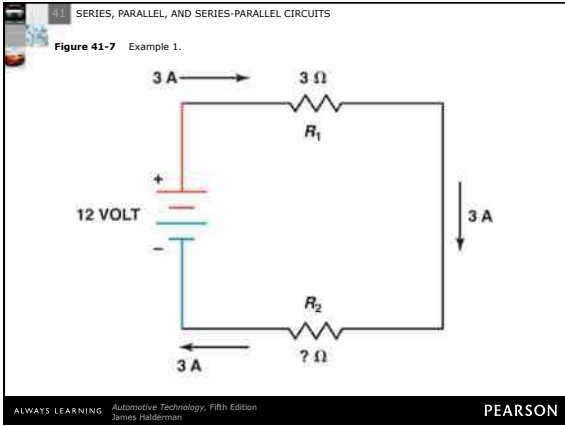 41 SERIES, PARALLEL, AND SERIES-PARALLEL CIRCUITS
Figure 41-7 Example 1.
3 A
3 Ω
R1
+
12 VOLT
3 A
–
R2
? Ω
3 A
ALWAYS LEARNING
Automotive Technology, Fifth Edition
James Halderman
PEARSON